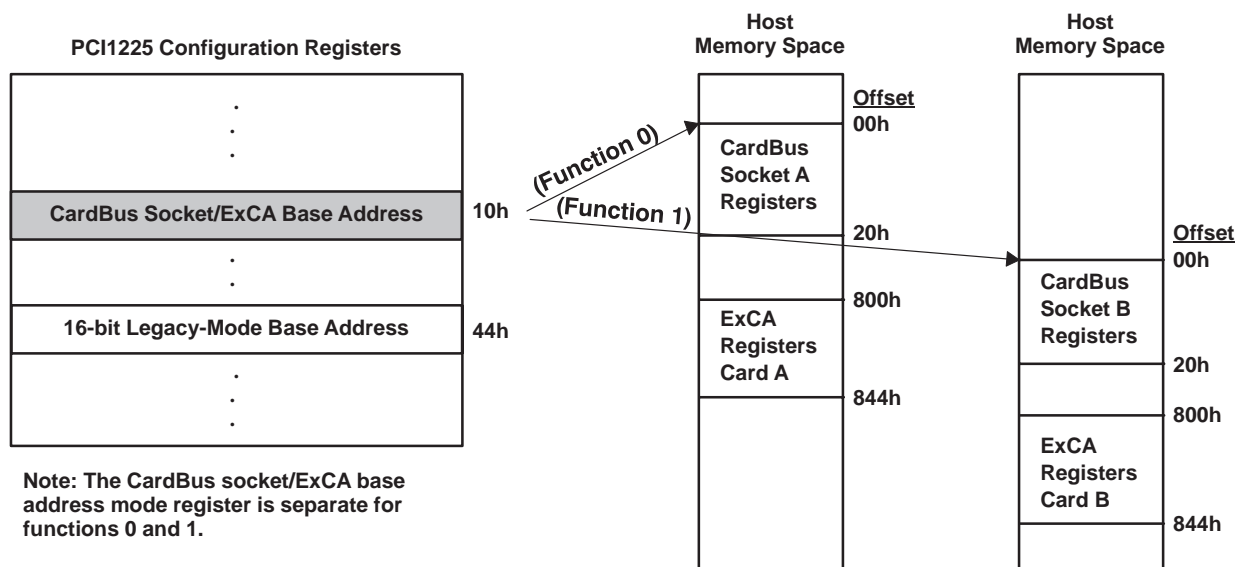 PCI1225 Configuration Registers
CardBus Socket/ExCA Base Address
10h
16-bit Legacy-Mode Base Address
44h
Note: The CardBus socket/ExCA base
address mode register is separate for
functions 0 and 1.
(Function 0)
(Function 1)
Host
Memory Space
Offset
00h
CardBus
Socket A
Registers
20h
800h
ExCA
Registers
Card A
844h
Host
Memory Space
Offset
00h
CardBus
Socket B
Registers
20h
800h
ExCA
Registers
Card B
844h